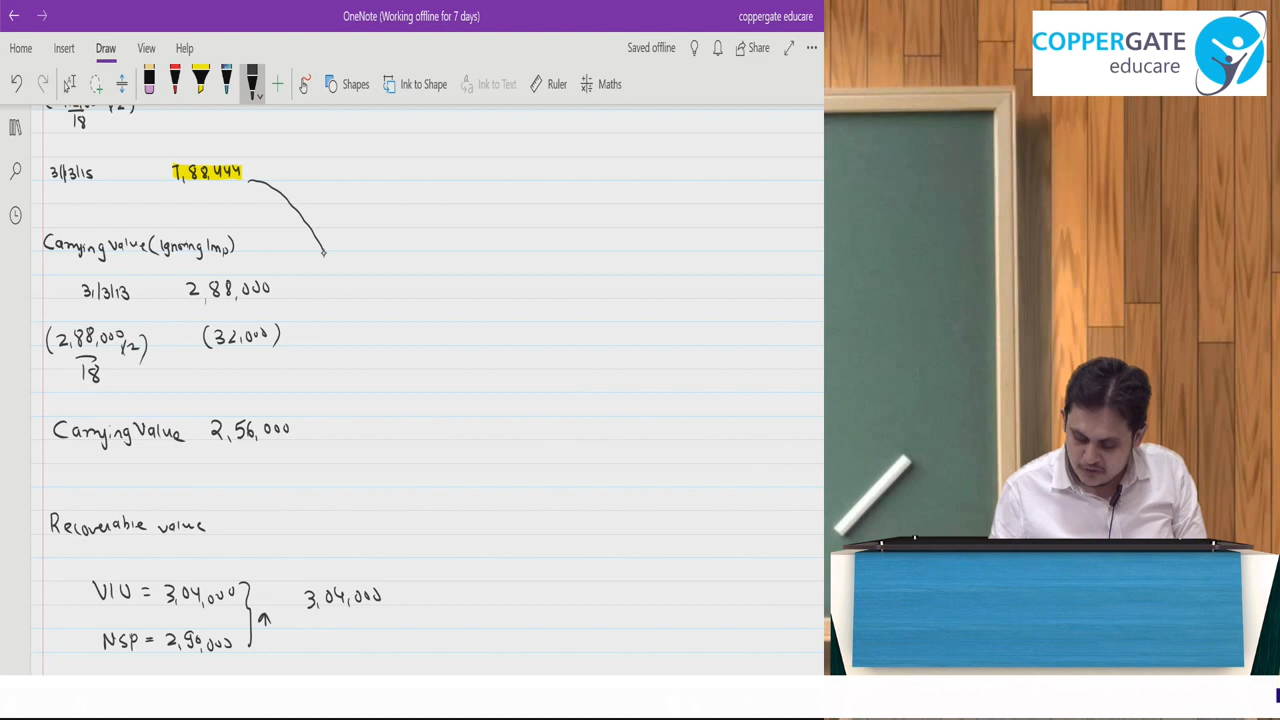 OneNote (Working offline for 7 days)
coppergate educare
Home Insert Draw View Help
Saved offline Share
Shapes Ink to Shape Ink to Text Ruler Maths
COPPERGATE
educare
18
31/3/15 1,88,444
Carrying Value (Ignoring Imp)
31/3/13 2,88,000
(2,88,000 x2) (32,000)
18
Carrying Value 2,56,000
Recoverable value
VIU = 3,04,000 3,04,000
NSP = 2,90,000